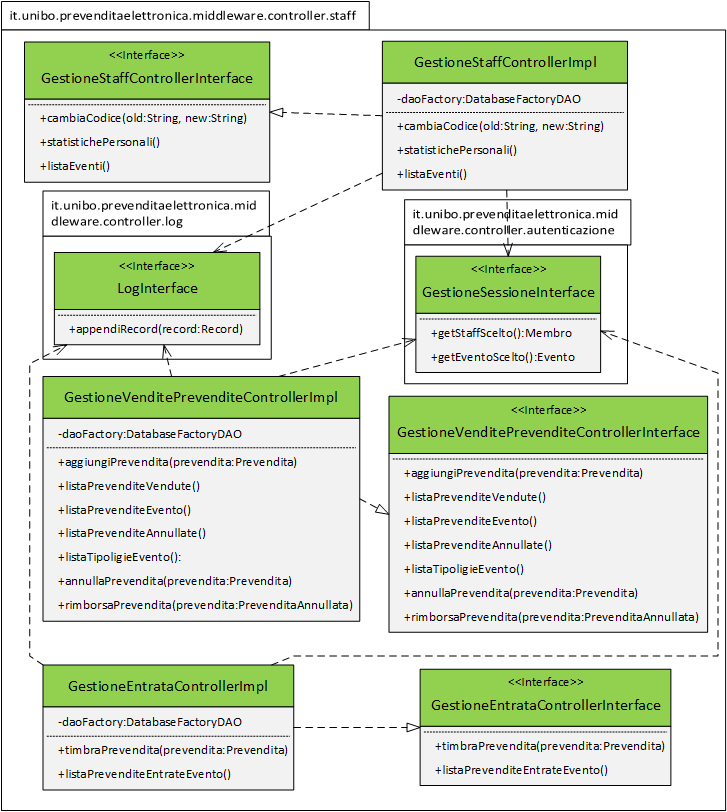 it.unibo.prevenditaelettronica.middleware.controller.staff
<<Interface>>
GestioneStaffControllerInterface
+cambiaCodice(old:String, new:String)
+statistichePersonali()
+listaEventi()
GestioneStaffControllerImpl
-daoFactory:DatabaseFactoryDAO
+cambiaCodice(old:String, new:String)
+statistichePersonali()
+listaEventi()
it.unibo.prevenditaelettronica.mid
dleware.controller.log
<<Interface>>
LogInterface
+appendiRecord(record:Record)
it.unibo.prevenditaelettronica.mid
dleware.controller.autenticazione
<<Interface>>
GestioneSessioneInterface
+getStaffScelto():Membro
+getEventoScelto():Evento
GestioneVenditePrevenditeControllerImpl
-daoFactory:DatabaseFactoryDAO
+aggiungiPrevendita(prevendita:Prevendita)
+listaPrevenditeVendute()
+listaPrevenditeEvento()
+listaPrevenditeAnnullate()
+listaTipoligieEvento():
+annullaPrevendita(prevendita:Prevendita)
+rimborsaPrevendita(prevendita:PrevenditaAnnullata)
<<Interface>>
GestioneVenditePrevenditeControllerInterface
+aggiungiPrevendita(prevendita:Prevendita)
+listaPrevenditeVendute()
+listaPrevenditeEvento()
+listaPrevenditeAnnullate()
+listaTipoligieEvento()
+annullaPrevendita(prevendita:Prevendita)
+rimborsaPrevendita(prevendita:PrevenditaAnnullata)
GestioneEntrataControllerImpl
-daoFactory:DatabaseFactoryDAO
+timbraPrevendita(prevendita:Prevendita)
+listaPrevenditeEntrateEvento()
<<Interface>>
GestioneEntrataControllerInterface
+timbraPrevendita(prevendita:Prevendita)
+listaPrevenditeEntrateEvento()